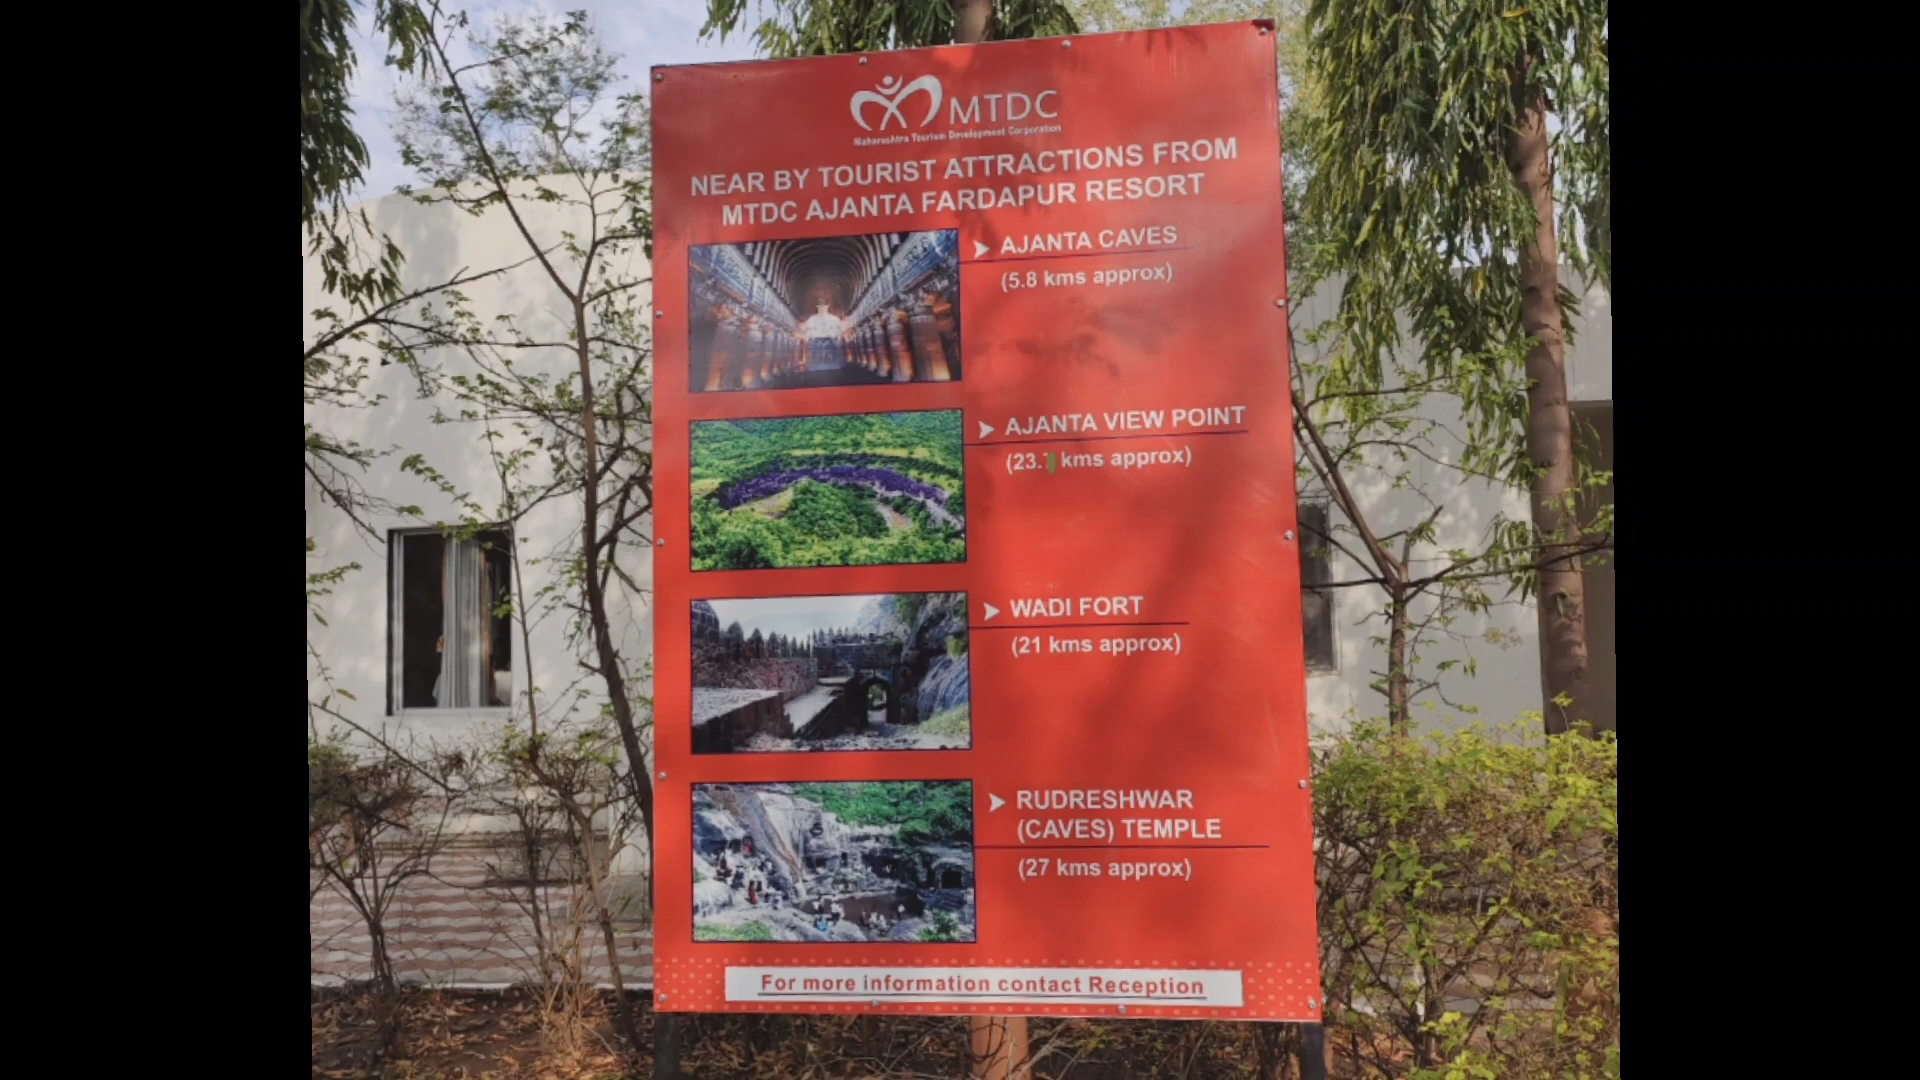 MTDC
Maharashtra Tourism Development Corporation
NEAR BY TOURIST ATTRACTIONS FROM
MTDC AJANTA FARDAPUR RESORT
AJANTA CAVES
(5.8 kms approx)
AJANTA VIEW POINT
kms approx)
WADI FORT
(21 kms approx)
RUDRESHWAR
(CAVES) TEMPLE
(27 kms approx)
For more information contact Reception